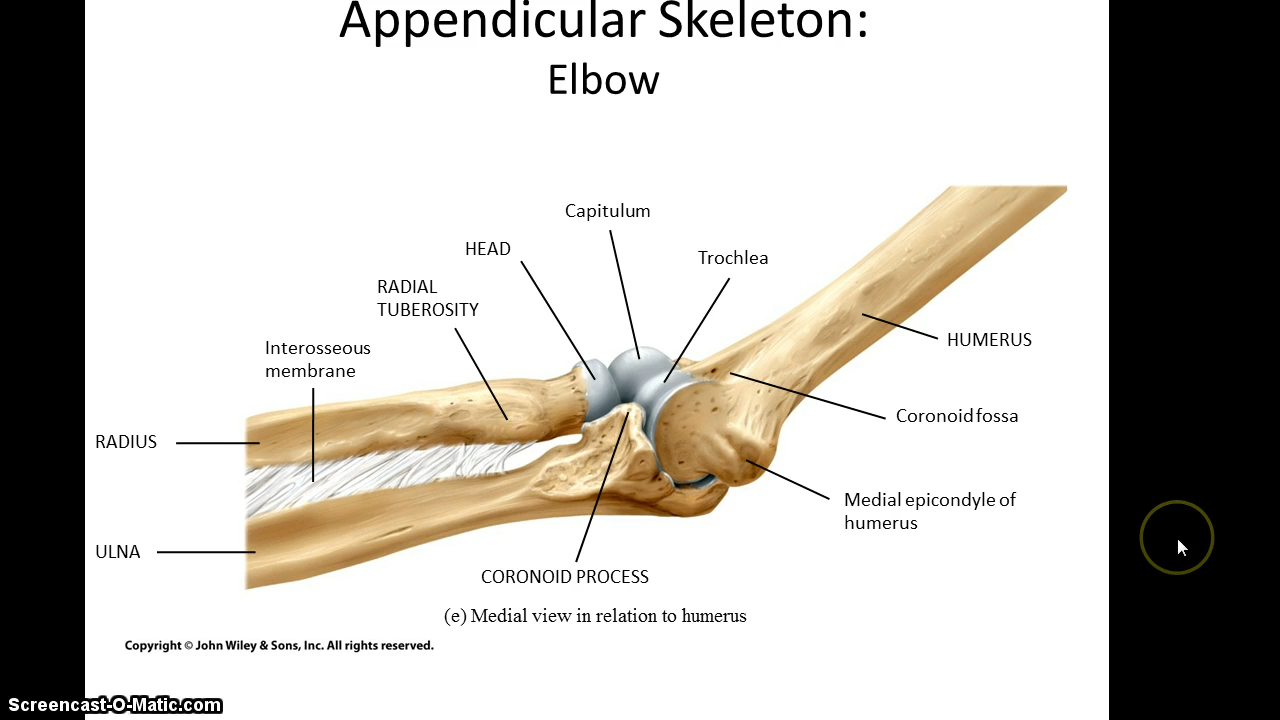 Appendicular Skeleton:
Elbow
Capitulum
HEAD
Trochlea
RADIAL
TUBEROSITY
Interosseous
membrane
HUMERUS
Coronoid fossa
RADIUS
Medial epicondyle of
humerus
ULNA
CORONOID PROCESS
(e) Medial view in relation to humerus
Copyright © John Wiley & Sons, Inc. All rights reserved.
Screencast-O-Matic.com